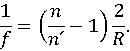 1/f = (n/n´ − 1) 2/R.